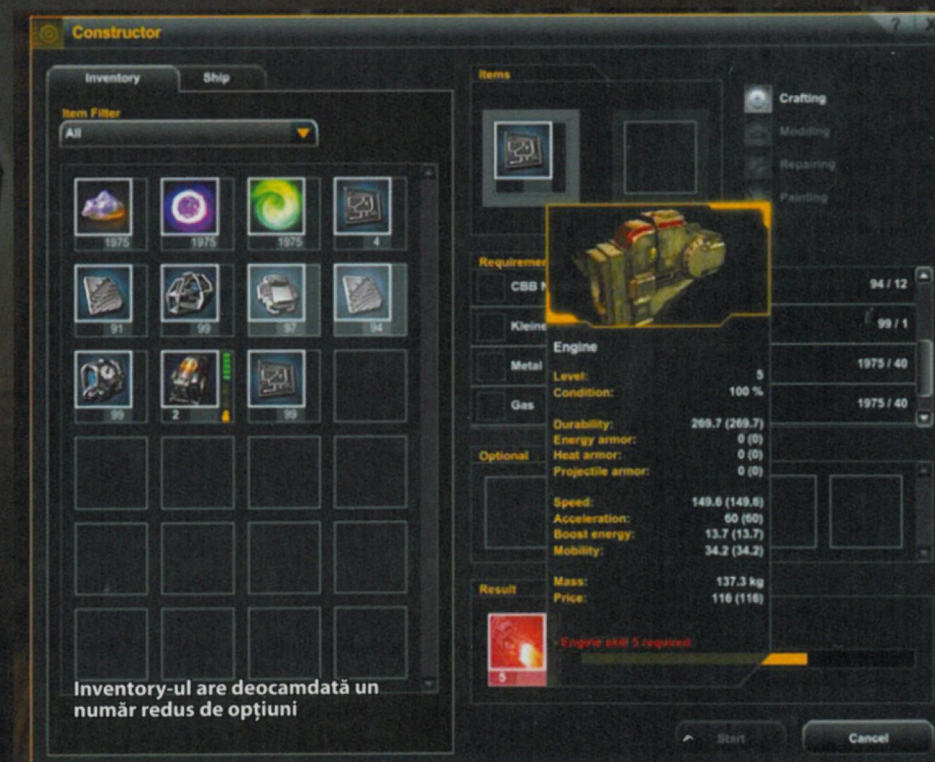 Constructor
? X
Inventory Ship
Item Filter
All
1975 1975 1975 4
91 99 97 94
99 2 99
Items
Crafting
Modding
Repairing
Painting
CBB
94 / 12
Kleine
99 / 1
Metal
1975 / 40
Gas
1975 / 40
Optional
Engine
Level: 5
Condition: 100 %
Durability: 269.7 (269.7)
Energy armor: 0 (0)
Heat armor: 0 (0)
Projectile armor: 0 (0)
Speed: 149.6 (149.6)
Acceleration: 60 (60)
Boost energy: 13.7 (13.7)
Mobility: 34.2 (34.2)
Mass: 137.3 kg
Price: 116 (116)
Result
- Engine skill 5 required
5
Start Cancel
Inventory-ul are deocamdată un
număr redus de opțiuni